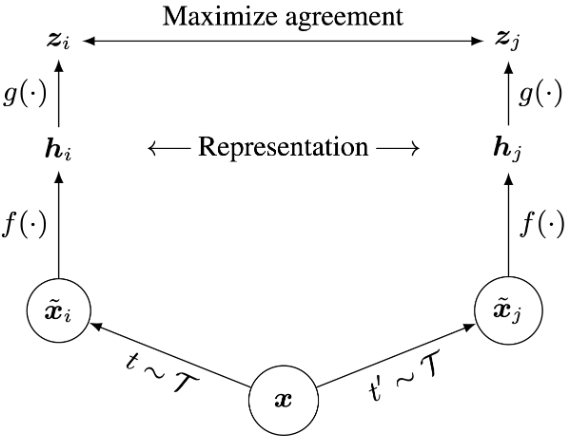 Maximize agreement
z_i z_j
g(·) g(·)
h_i ← Representation → h_j
f(·) f(·)
x̃_i x̃_j
t ∼ 𝒯 t′ ∼ 𝒯
x